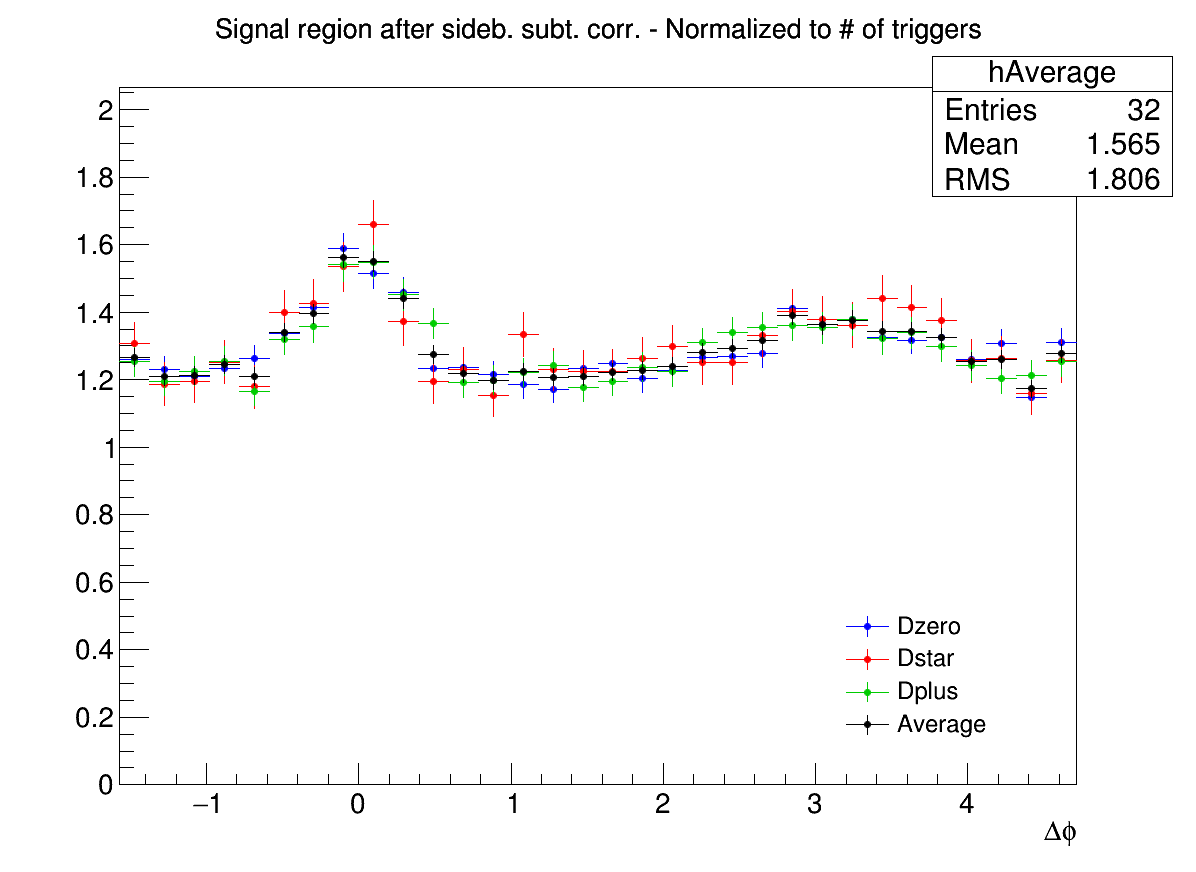 Signal region after sideb. subt. corr. - Normalized to # of triggers
hAverage
Entries 32
Mean 1.565
RMS 1.806
2
1.8
1.6
1.4
1.2
1
0.8
0.6
0.4
0.2
0
−1 0 1 2 3 4
Δϕ
Dzero
Dstar
Dplus
Average